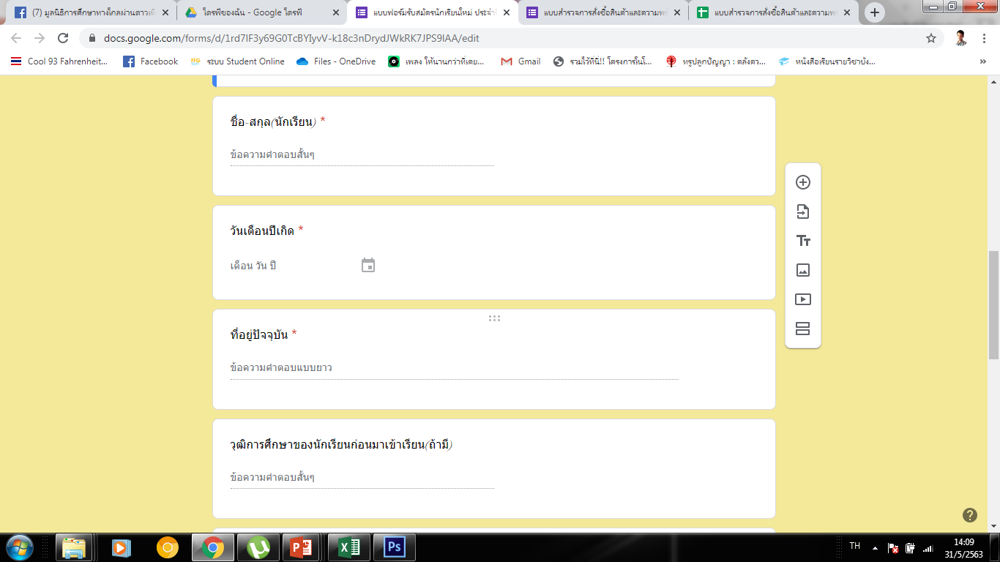 (7) มูลนิธิการศึกษาทางไกลผ่านดาวเที
ไดรฟ์ของฉัน - Google ไดรฟ์
แบบฟอร์มรับสมัครนักเรียนใหม่ ประจำปี
แบบสำรวจการสั่งซื้อสินค้าและความพ
แบบสำรวจการสั่งซื้อสินค้าและความพ
docs.google.com/forms/d/1rd7IF3y69G0TcBYIyvV-k18c3nDrydJWkRK7JPS9IAA/edit
Cool 93 Fahrenheit...
Facebook
ระบบ Student Online
Files - OneDrive
เพลง ให้นานกว่าที่เคย...
Gmail
รวมไว้ที่นี่!! โครงการในโ...
ทรูปลูกปัญญา : คลังคว...
หนังสือเรียนรายวิชาบัง...
ชื่อ-สกุล(นักเรียน) *
ข้อความคำตอบสั้นๆ
วันเดือนปีเกิด *
เดือน วัน ปี
ที่อยู่ปัจจุบัน *
ข้อความคำตอบแบบยาว
วุฒิการศึกษาของนักเรียนก่อนมาเข้าเรียน(ถ้ามี)
ข้อความคำตอบสั้นๆ
TH
14:09
31/5/2563